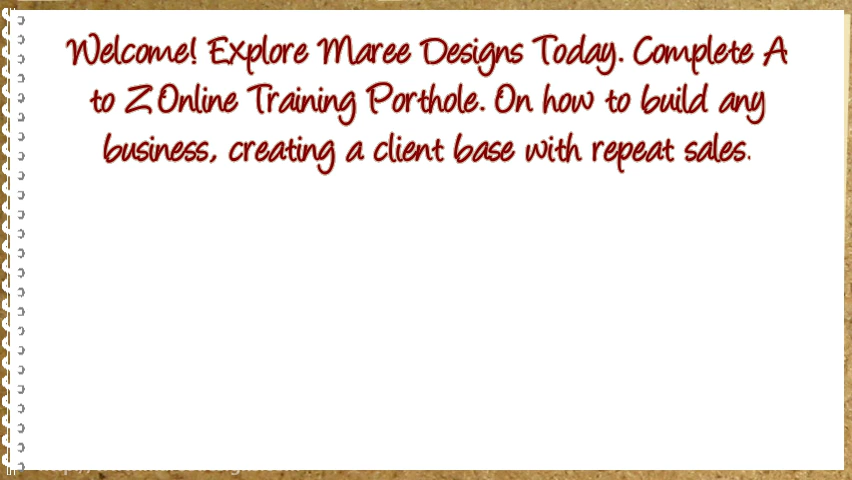 Welcome! Explore Maree Designs Today. Complete A
to Z Online Training Porthole. On how to build any
business, creating a client base with repeat sales.